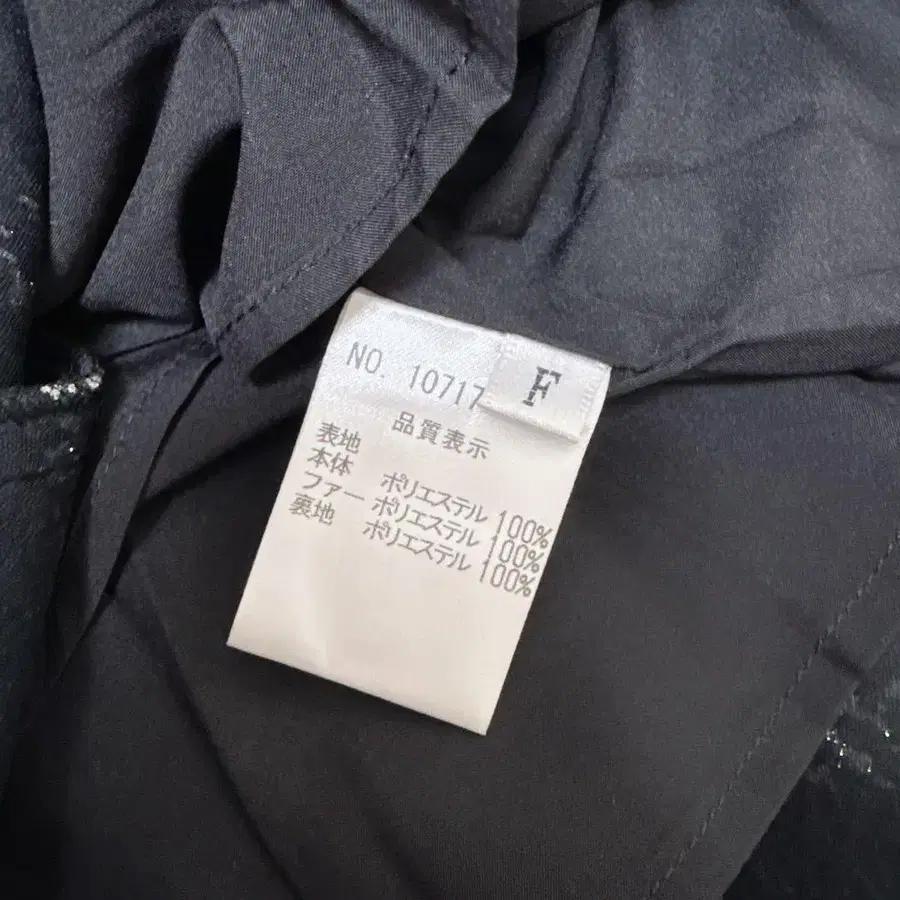 NO. 10717
F
品質表示
表地
本体 ポリエステル 100%
ファー ポリエステル 100%
裏地 ポリエステル 100%